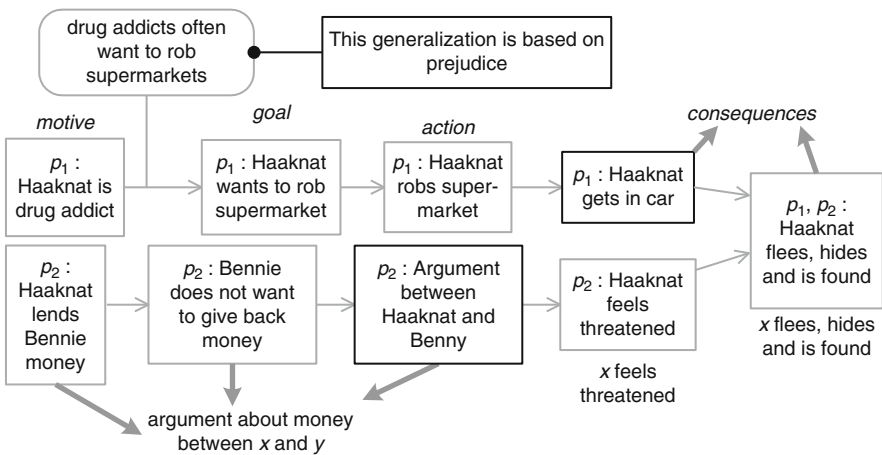 drug addicts often
want to rob
supermarkets
This generalization is based on
prejudice
motive
goal
action
consequences
p1 :
Haaknat is
drug addict
p1 : Haaknat
wants to rob
supermarket
p1 : Haaknat
robs super-
market
p1 : Haaknat
gets in car
p1, p2 :
Haaknat
flees, hides
and is found
p2 :
Haaknat
lends
Bennie
money
p2 : Bennie
does not want
to give back
money
p2 : Argument
between
Haaknat and
Benny
p2 : Haaknat
feels
threatened
x feels
threatened
x flees, hides
and is found
argument about money
between x and y